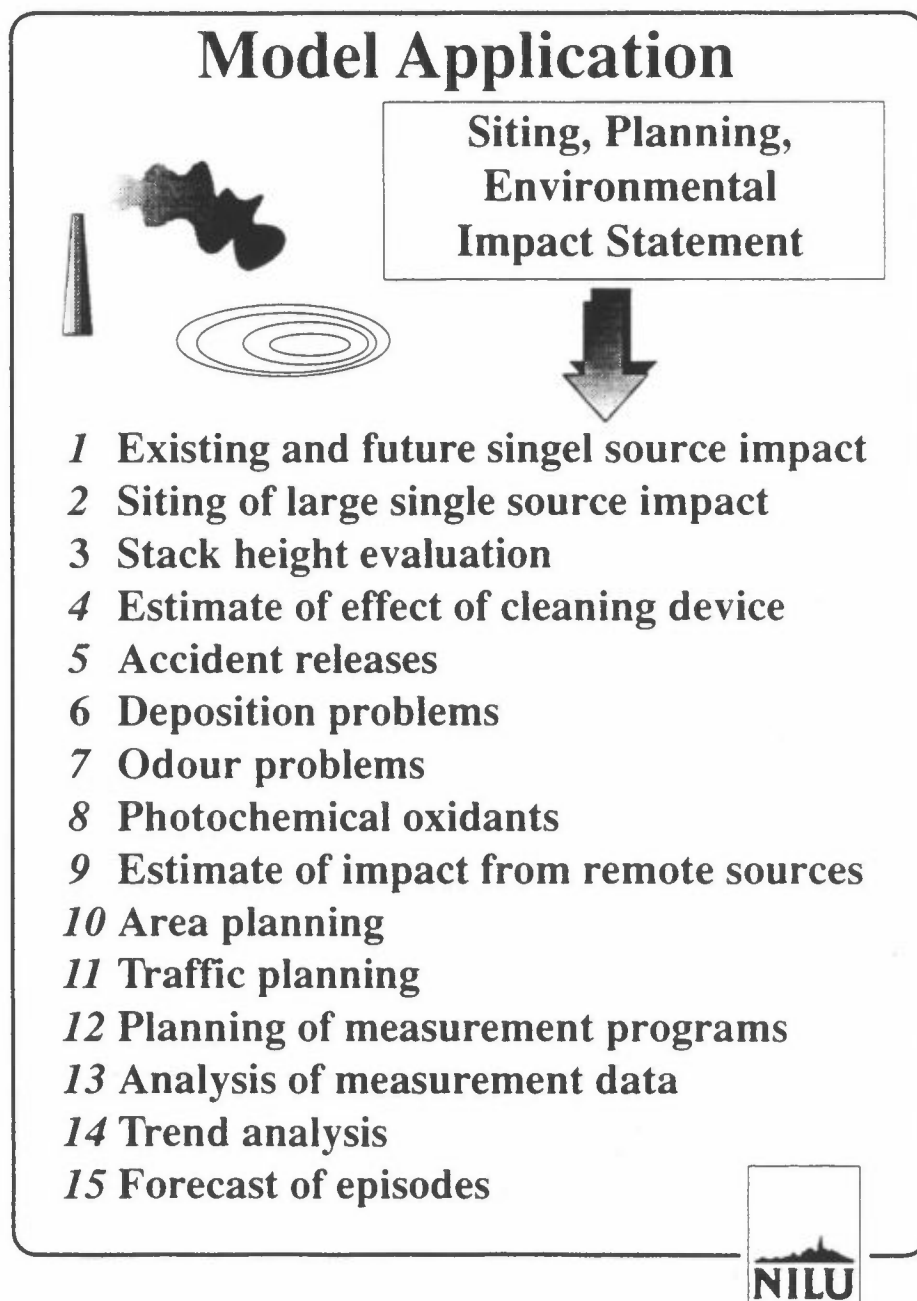 Model Application
Siting, Planning,
Environmental
Impact Statement
1 Existing and future singel source impact
2 Siting of large single source impact
3 Stack height evaluation
4 Estimate of effect of cleaning device
5 Accident releases
6 Deposition problems
7 Odour problems
8 Photochemical oxidants
9 Estimate of impact from remote sources
10 Area planning
11 Traffic planning
12 Planning of measurement programs
13 Analysis of measurement data
14 Trend analysis
15 Forecast of episodes
NILU